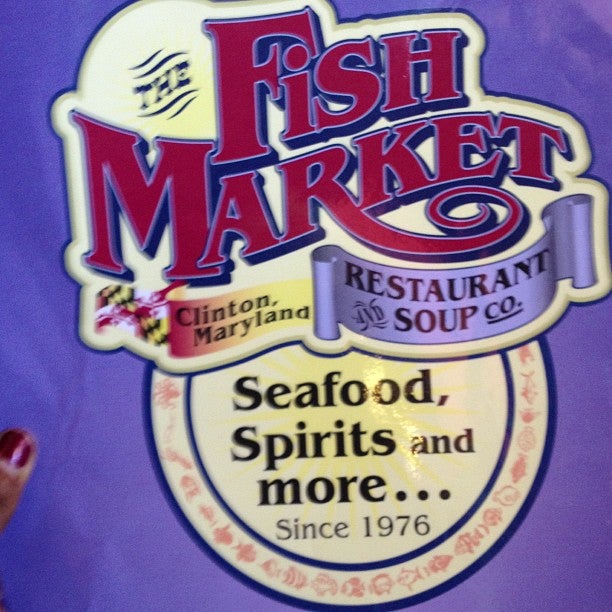 THE
FiSH
MARKET
RESTAURANT
AND SOUP CO.
Clinton,
Maryland
Seafood,
Spirits and
more...
Since 1976